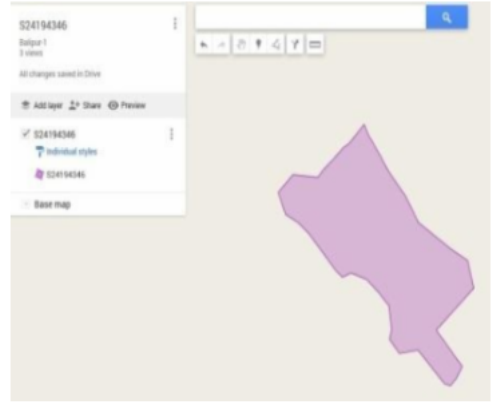 S24194346
Balipur 1
3 views
All changes saved in Drive
Add layer Share Preview
S24194346
Individual styles
S24194346
Base map